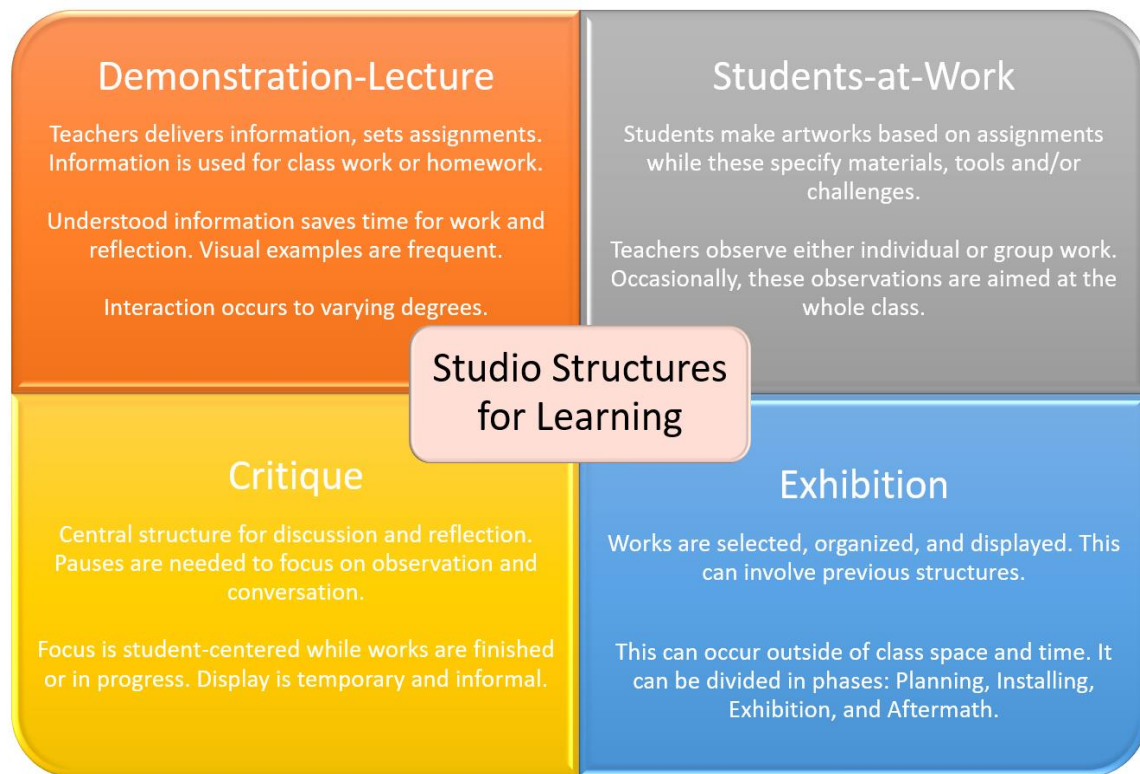 Demonstration-Lecture
Teachers delivers information, sets assignments.
Information is used for class work or homework.
Understood information saves time for work and
reflection. Visual examples are frequent.
Interaction occurs to varying degrees.
Students-at-Work
Students make artworks based on assignments
while these specify materials, tools and/or
challenges.
Teachers observe either individual or group work.
Occasionally, these observations are aimed at the
whole class.
Studio Structures
for Learning
Critique
Central structure for discussion and reflection.
Pauses are needed to focus on observation and
conversation.
Focus is student-centered while works are finished
or in progress. Display is temporary and informal.
Exhibition
Works are selected, organized, and displayed. This
can involve previous structures.
This can occur outside of class space and time. It
can be divided in phases: Planning, Installing,
Exhibition, and Aftermath.